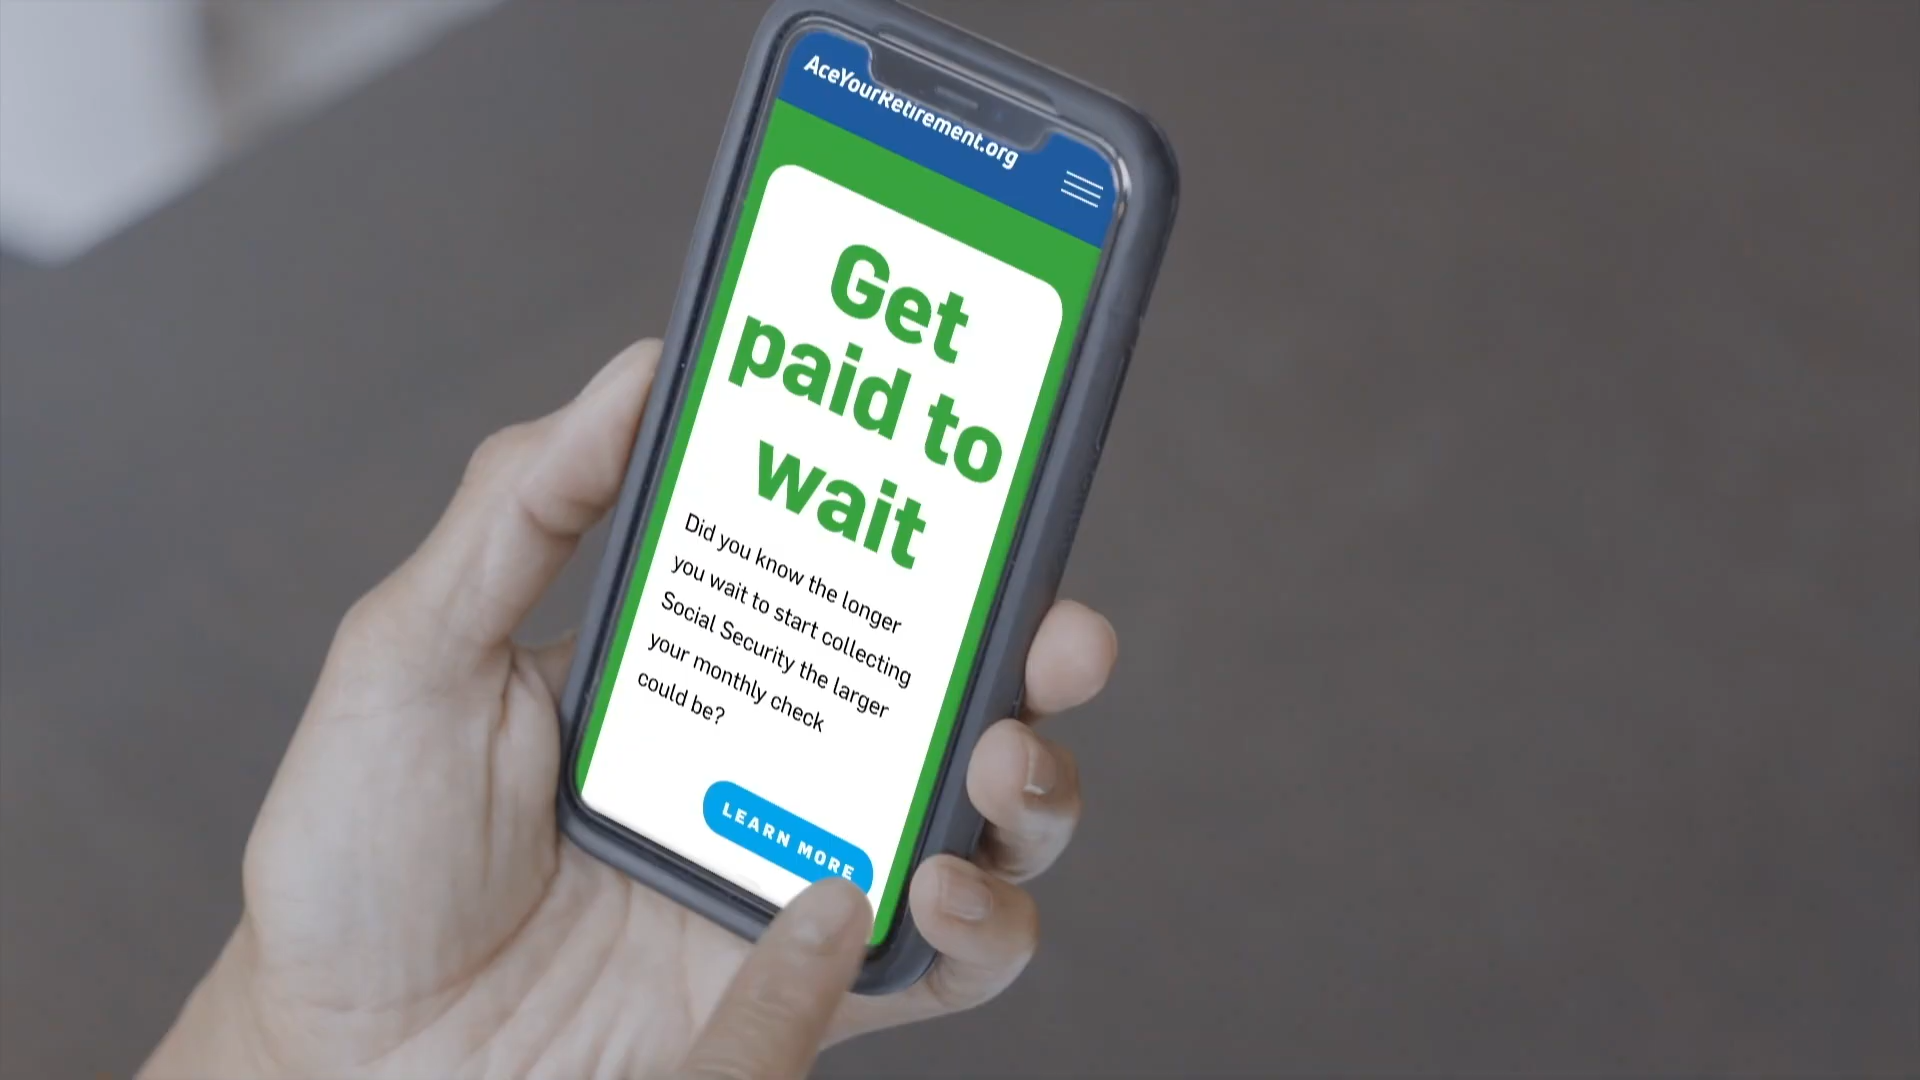 AceYourRetirement.org
Get
paid to
wait
Did you know the longer
you wait to start collecting
Social Security the larger
your monthly check
could be?
LEARN MORE